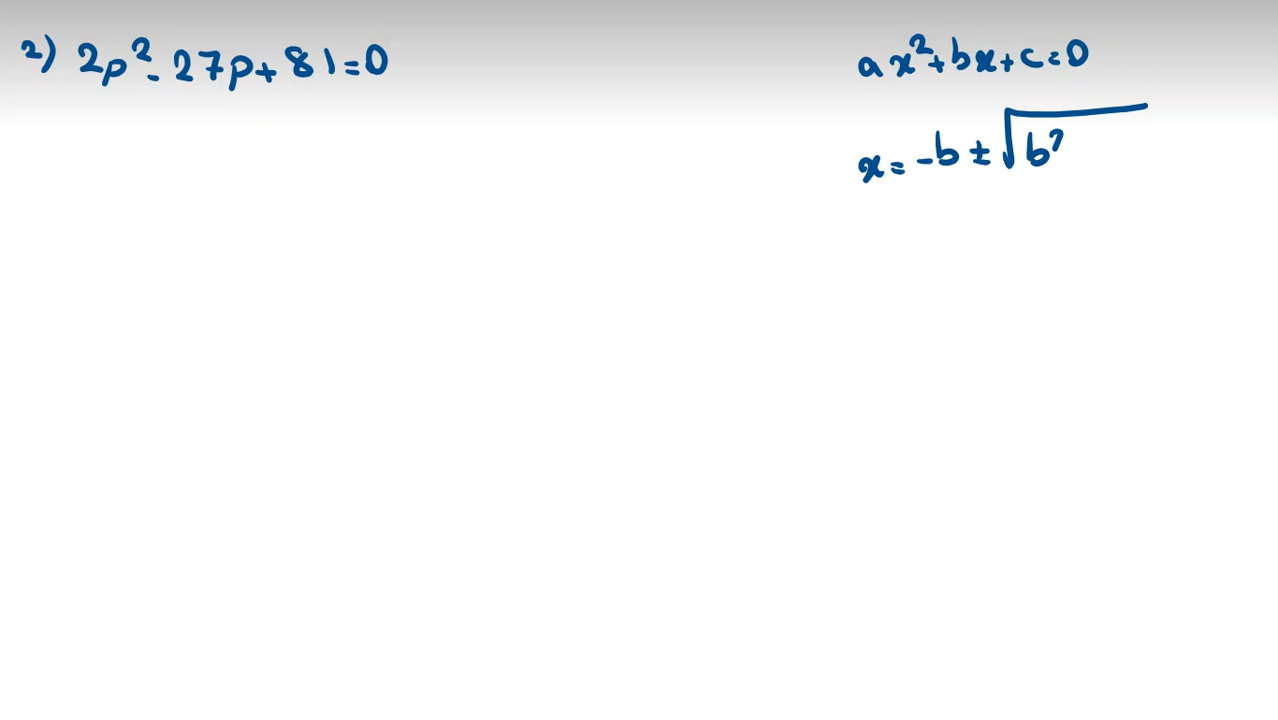 2) 2p² - 27p + 81 = 0
ax² + bx + c = 0
x = -b ± √b²